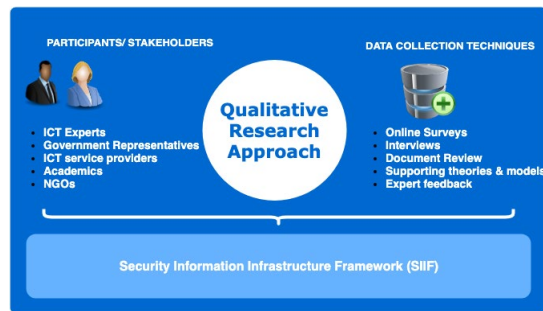 PARTICIPANTS/ STAKEHOLDERS
ICT Experts
Government Representatives
ICT service providers
Academics
NGOs
Qualitative
Research
Approach
DATA COLLECTION TECHNIQUES
Online Surveys
Interviews
Document Review
Supporting theories & models
Expert feedback
Security Information Infrastructure Framework (SIIF)